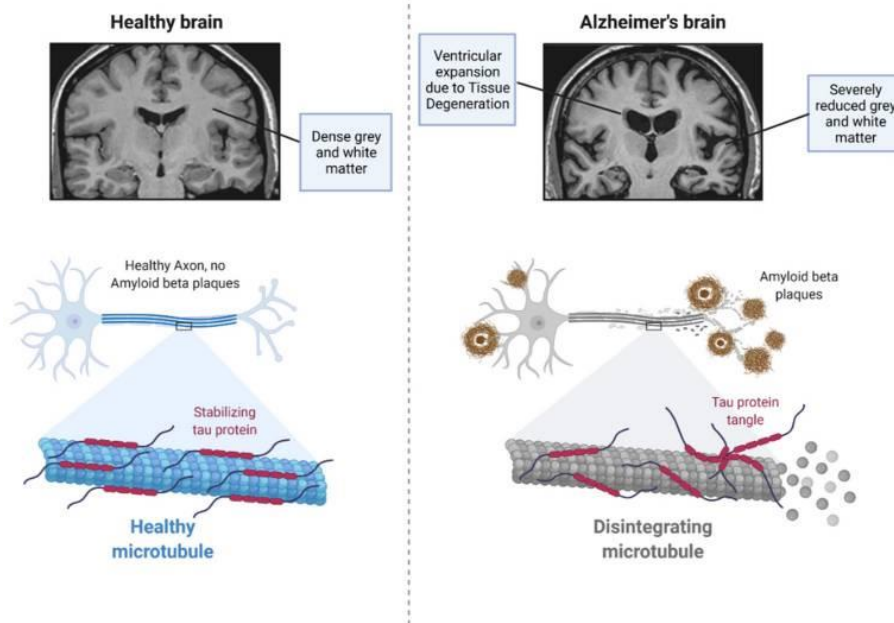 Healthy brain
Dense grey
and white
matter
Healthy Axon, no
Amyloid beta plaques
Stabilizing
tau protein
Healthy
microtubule
Alzheimer's brain
Ventricular
expansion
due to Tissue
Degeneration
Severely
reduced grey
and white
matter
Amyloid beta
plaques
Tau protein
tangle
Disintegrating
microtubule